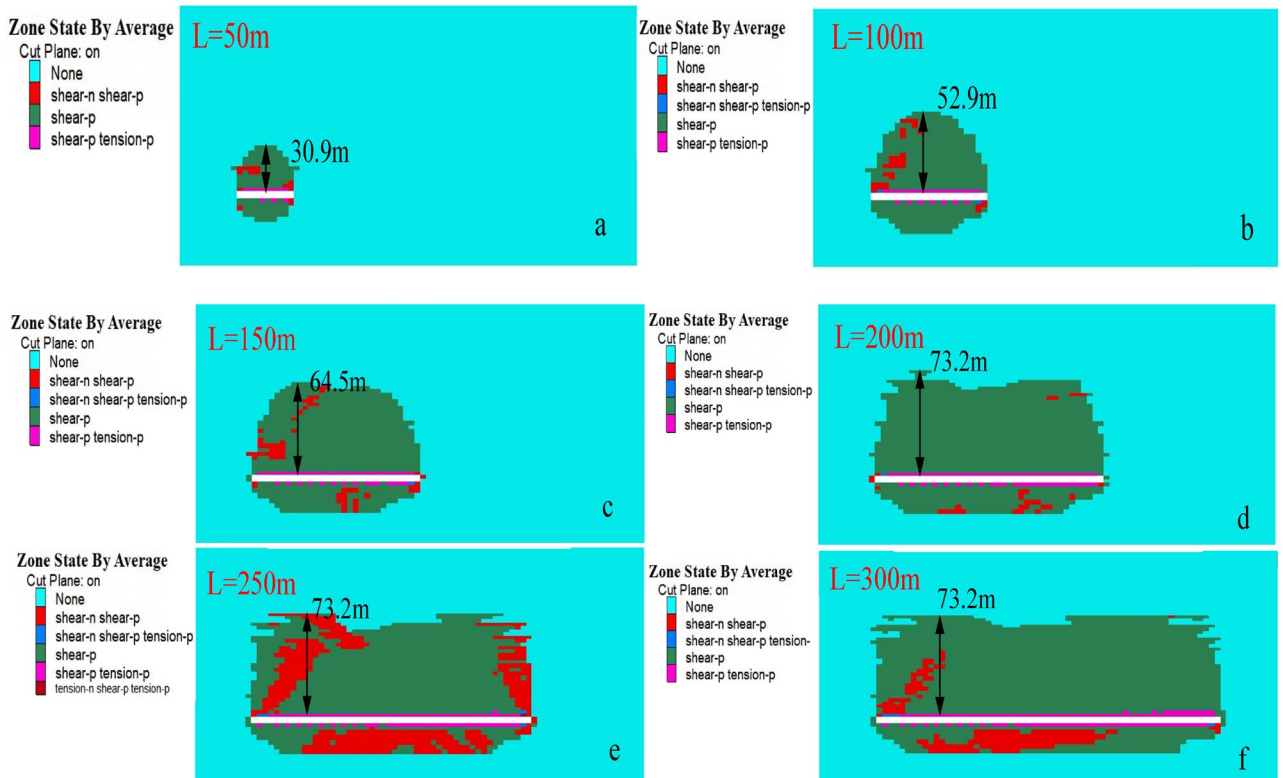 Zone State By Average
Cut Plane: on
None
shear-n shear-p
shear-p
shear-p tension-p
L=50m
30.9m
a
Zone State By Average
Cut Plane: on
None
shear-n shear-p
shear-n shear-p tension-p
shear-p
shear-p tension-p
L=100m
52.9m
b
Zone State By Average
Cut Plane: on
None
shear-n shear-p
shear-n shear-p tension-p
shear-p
shear-p tension-p
L=150m
64.5m
c
Zone State By Average
Cut Plane: on
None
shear-n shear-p
shear-n shear-p tension-p
shear-p
shear-p tension-p
L=200m
73.2m
d
Zone State By Average
Cut Plane: on
None
shear-n shear-p
shear-n shear-p tension-p
shear-p
shear-p tension-p
tension-n shear-p tension-p
L=250m
73.2m
e
Zone State By Average
Cut Plane: on
None
shear-n shear-p
shear-n shear-p tension-
shear-p
shear-p tension-p
L=300m
73.2m
f